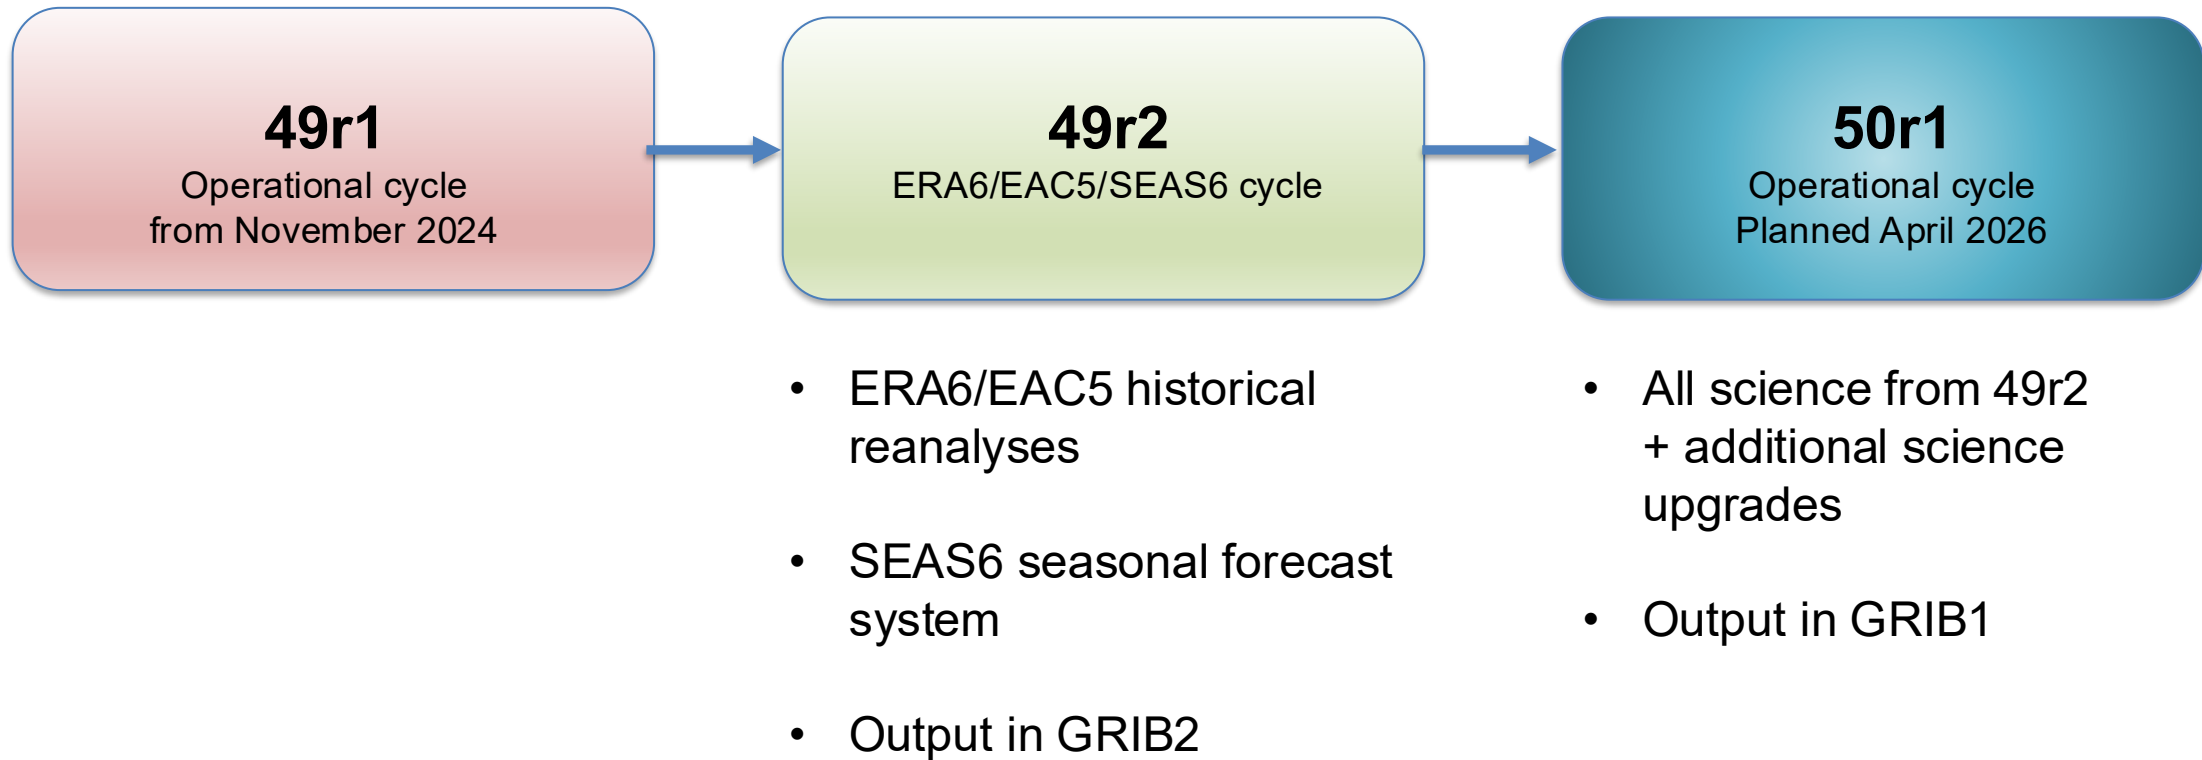 49r1
Operational cycle
from November 2024
49r2
ERA6/EAC5/SEAS6 cycle
50r1
Operational cycle
Planned April 2026
• ERA6/EAC5 historical
reanalyses
• SEAS6 seasonal forecast
system
• Output in GRIB2
• All science from 49r2
+ additional science
upgrades
• Output in GRIB1